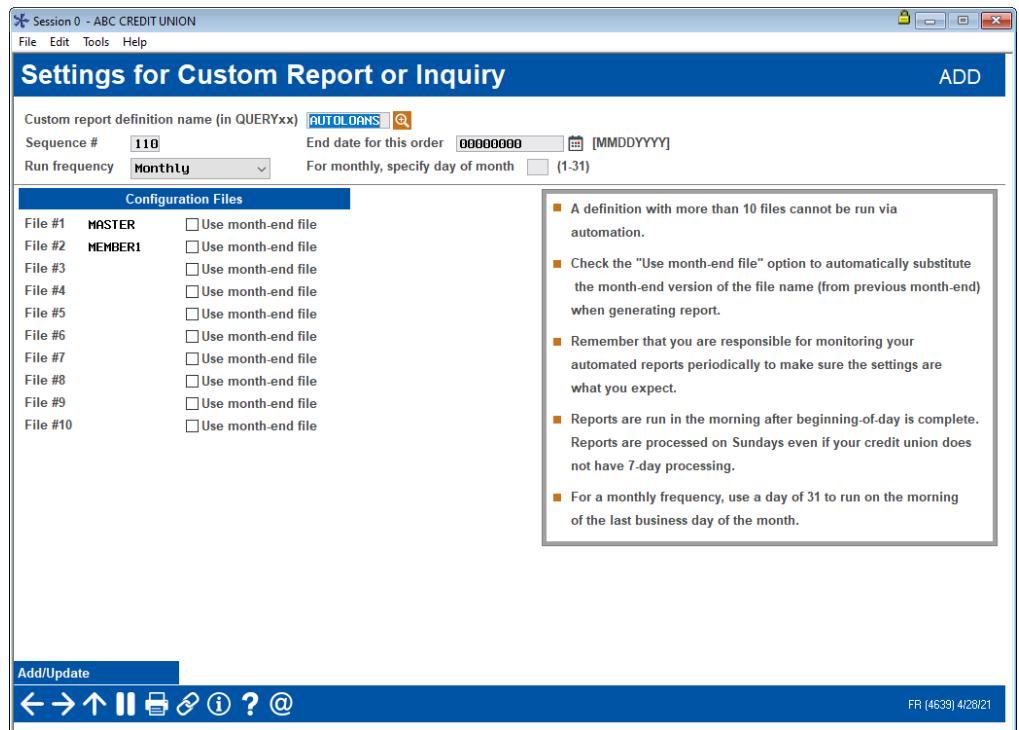 Session 0 - ABC CREDIT UNION
File Edit Tools Help
Settings for Custom Report or Inquiry
ADD
Custom report definition name (in QUERYxx) AUTOLOANS
Sequence # 110 End date for this order 00000000 [MMDDYYYY]
Run frequency Monthly For monthly, specify day of month (1-31)
Configuration Files
File #1 MASTER Use month-end file
File #2 MEMBER1 Use month-end file
File #3 Use month-end file
File #4 Use month-end file
File #5 Use month-end file
File #6 Use month-end file
File #7 Use month-end file
File #8 Use month-end file
File #9 Use month-end file
File #10 Use month-end file
A definition with more than 10 files cannot be run via
automation.
Check the "Use month-end file" option to automatically substitute
the month-end version of the file name (from previous month-end)
when generating report.
Remember that you are responsible for monitoring your
automated reports periodically to make sure the settings are
what you expect.
Reports are run in the morning after beginning-of-day is complete.
Reports are processed on Sundays even if your credit union does
not have 7-day processing.
For a monthly frequency, use a day of 31 to run on the morning
of the last business day of the month.
Add/Update
FR (4639) 4/28/21